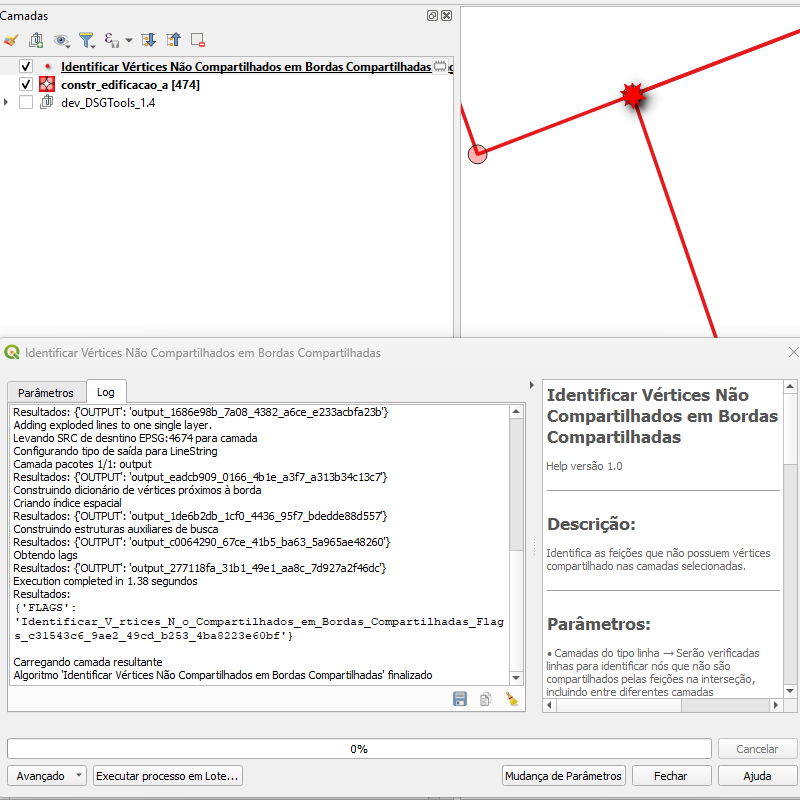 Camadas
Identificar Vértices Não Compartilhados em Bordas Compartilhadas
constr_edificacao_a [474]
dev_DSGTools_1.4
Identificar Vértices Não Compartilhados em Bordas Compartilhadas
Parâmetros
Log
Resultados: {'OUTPUT': 'output_1686e98b_7a08_4382_a6ce_e233acbfa23b'}
Adding exploded lines to one single layer.
Levando SRC de desntino EPSG:4674 para camada
Configurando tipo de saída para LineString
Camada pacotes 1/1: output
Resultados: {'OUTPUT': 'output_eadcb909_0166_4b1e_a3f7_a313b34c13c7'}
Construindo dicionário de vértices próximos à borda
Criando índice espacial
Resultados: {'OUTPUT': 'output_1de6b2db_1cf0_4436_95f7_bdedde88d557'}
Construindo estruturas auxiliares de busca
Resultados: {'OUTPUT': 'output_c0064290_67ce_41b5_ba63_5a965ae48260'}
Obtendo lags
Resultados: {'OUTPUT': 'output_277118fa_31b1_49e1_aa8c_7d927a2f46dc'}
Execution completed in 1.38 segundos
Resultados:
{'FLAGS':
'Identificar_V_rtices_N_o_Compartilhados_em_Bordas_Compartilhadas_Flag
s_c31543c6_9ae2_49cd_b253_4ba8223e60bf'}
Carregando camada resultante
Algoritmo 'Identificar Vértices Não Compartilhados em Bordas Compartilhadas' finalizado
Identificar Vértices Não
Compartilhados em Bordas
Compartilhadas
Help versão 1.0
Descrição:
Identifica as feições que não possuem vértices
compartilhado nas camadas selecionadas.
Parâmetros:
• Camadas do tipo linha → Serão verificadas
linhas para identificar nós que não são
compartilhados pelas feições na interseção,
incluindo entre diferentes camadas
0%
Cancelar
Avançado
Executar processo em Lote...
Mudança de Parâmetros
Fechar
Ajuda